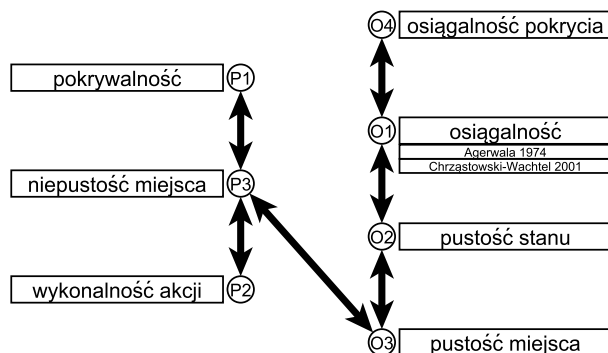 O4 osiągalność pokrycia
pokrywalność P1
O1 osiągalność
Agerwala 1974
Chrząstowski-Wachtel 2001
niepustość miejsca P3
O2 pustość stanu
wykonalność akcji P2
O3 pustość miejsca